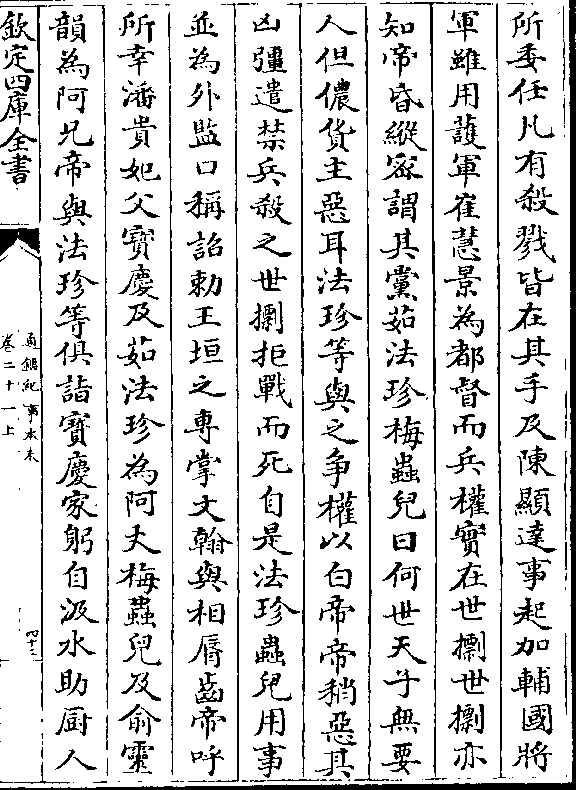 所委任凡有殺戮皆在其手及陳顯達事起加輔國將
軍雖用護軍崔慧景為都督而兵權實在世㯹世㯹亦
知帝昏縱密謂其黨茹法珍梅蟲兒曰何世天子無要
人但儂貨主惡耳法珍等與之爭權以白帝帝稍惡其
凶彊遣禁兵殺之世㯹拒戰而死自是法珍蟲兒用事
並為外監口稱詔勅王垣之專掌文翰與相脣齒帝呼
所幸潘貴妃父寶慶及茹法珍為阿丈梅蟲兒及俞靈
韻為阿兄帝與法珍等俱詣寶慶家躬自汲水助厨人
欽定四庫全書
通鑑紀事本末
卷二十一上